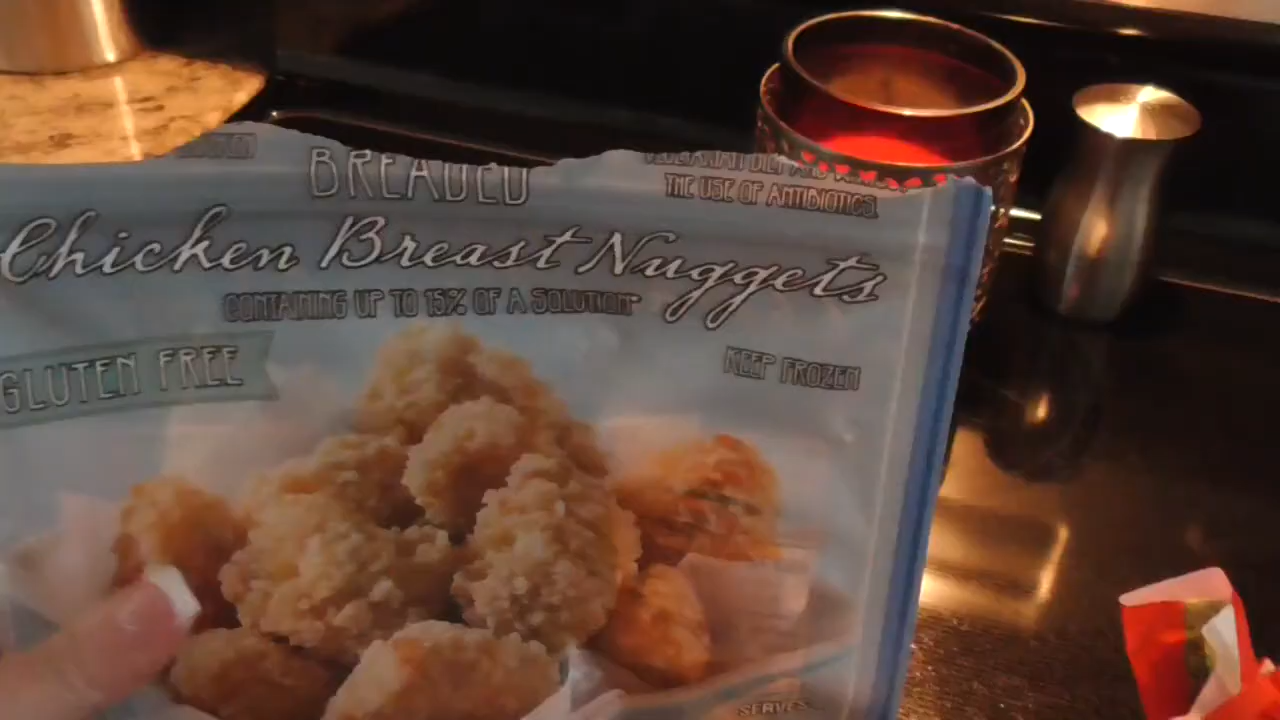 BREADED
THE USE OF ANTIBIOTICS.
Chicken Breast Nuggets
CONTAINING UP TO 15% OF A SOLUTION*
KEEP FROZEN
GLUTEN FREE
SERVES